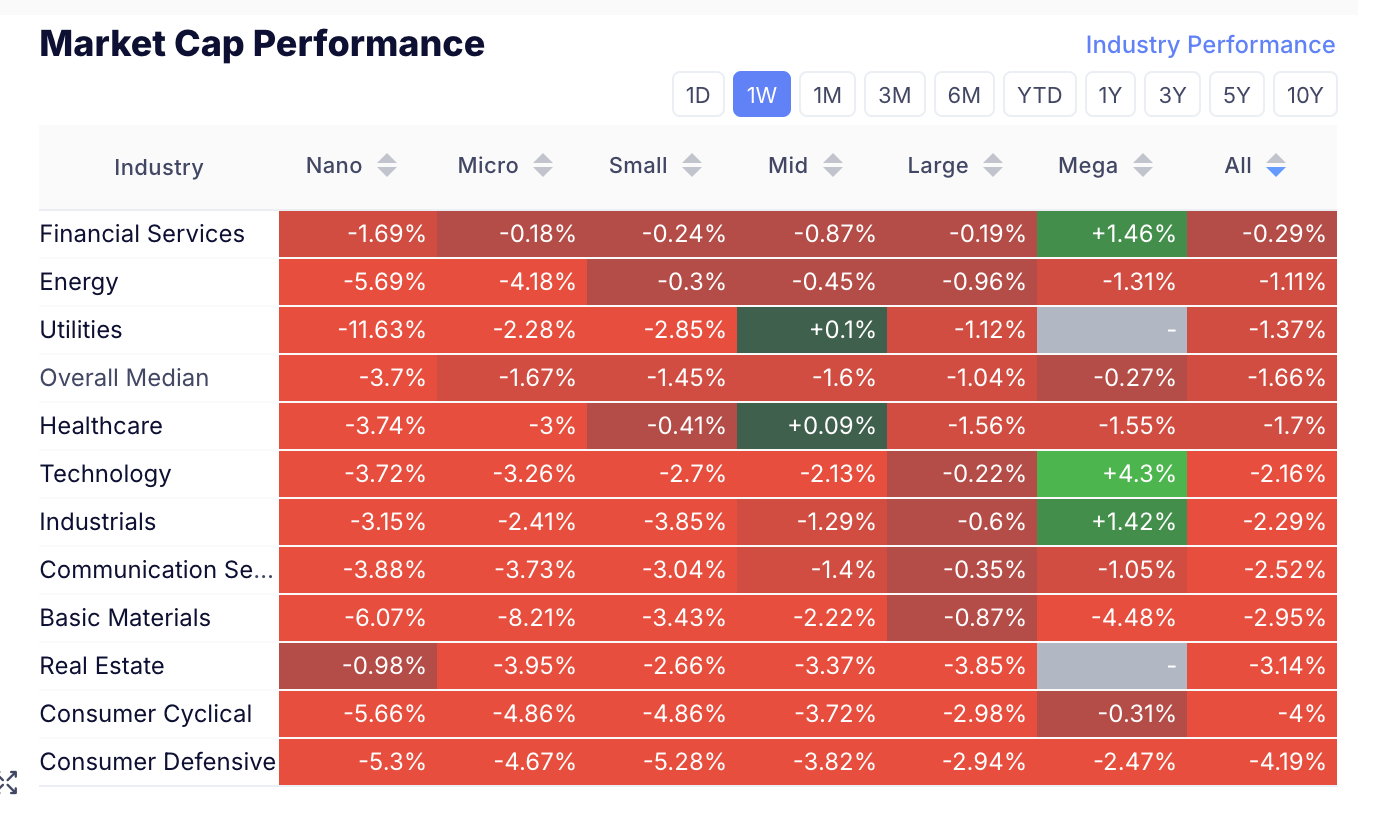 Market Cap Performance
Industry Performance
1D 1W 1M 3M 6M YTD 1Y 3Y 5Y 10Y
Industry Nano Micro Small Mid Large Mega All
Financial Services -1.69% -0.18% -0.24% -0.87% -0.19% +1.46% -0.29%
Energy -5.69% -4.18% -0.3% -0.45% -0.96% -1.31% -1.11%
Utilities -11.63% -2.28% -2.85% +0.1% -1.12% - -1.37%
Overall Median -3.7% -1.67% -1.45% -1.6% -1.04% -0.27% -1.66%
Healthcare -3.74% -3% -0.41% +0.09% -1.56% -1.55% -1.7%
Technology -3.72% -3.26% -2.7% -2.13% -0.22% +4.3% -2.16%
Industrials -3.15% -2.41% -3.85% -1.29% -0.6% +1.42% -2.29%
Communication Se... -3.88% -3.73% -3.04% -1.4% -0.35% -1.05% -2.52%
Basic Materials -6.07% -8.21% -3.43% -2.22% -0.87% -4.48% -2.95%
Real Estate -0.98% -3.95% -2.66% -3.37% -3.85% - -3.14%
Consumer Cyclical -5.66% -4.86% -4.86% -3.72% -2.98% -0.31% -4%
Consumer Defensive -5.3% -4.67% -5.28% -3.82% -2.94% -2.47% -4.19%